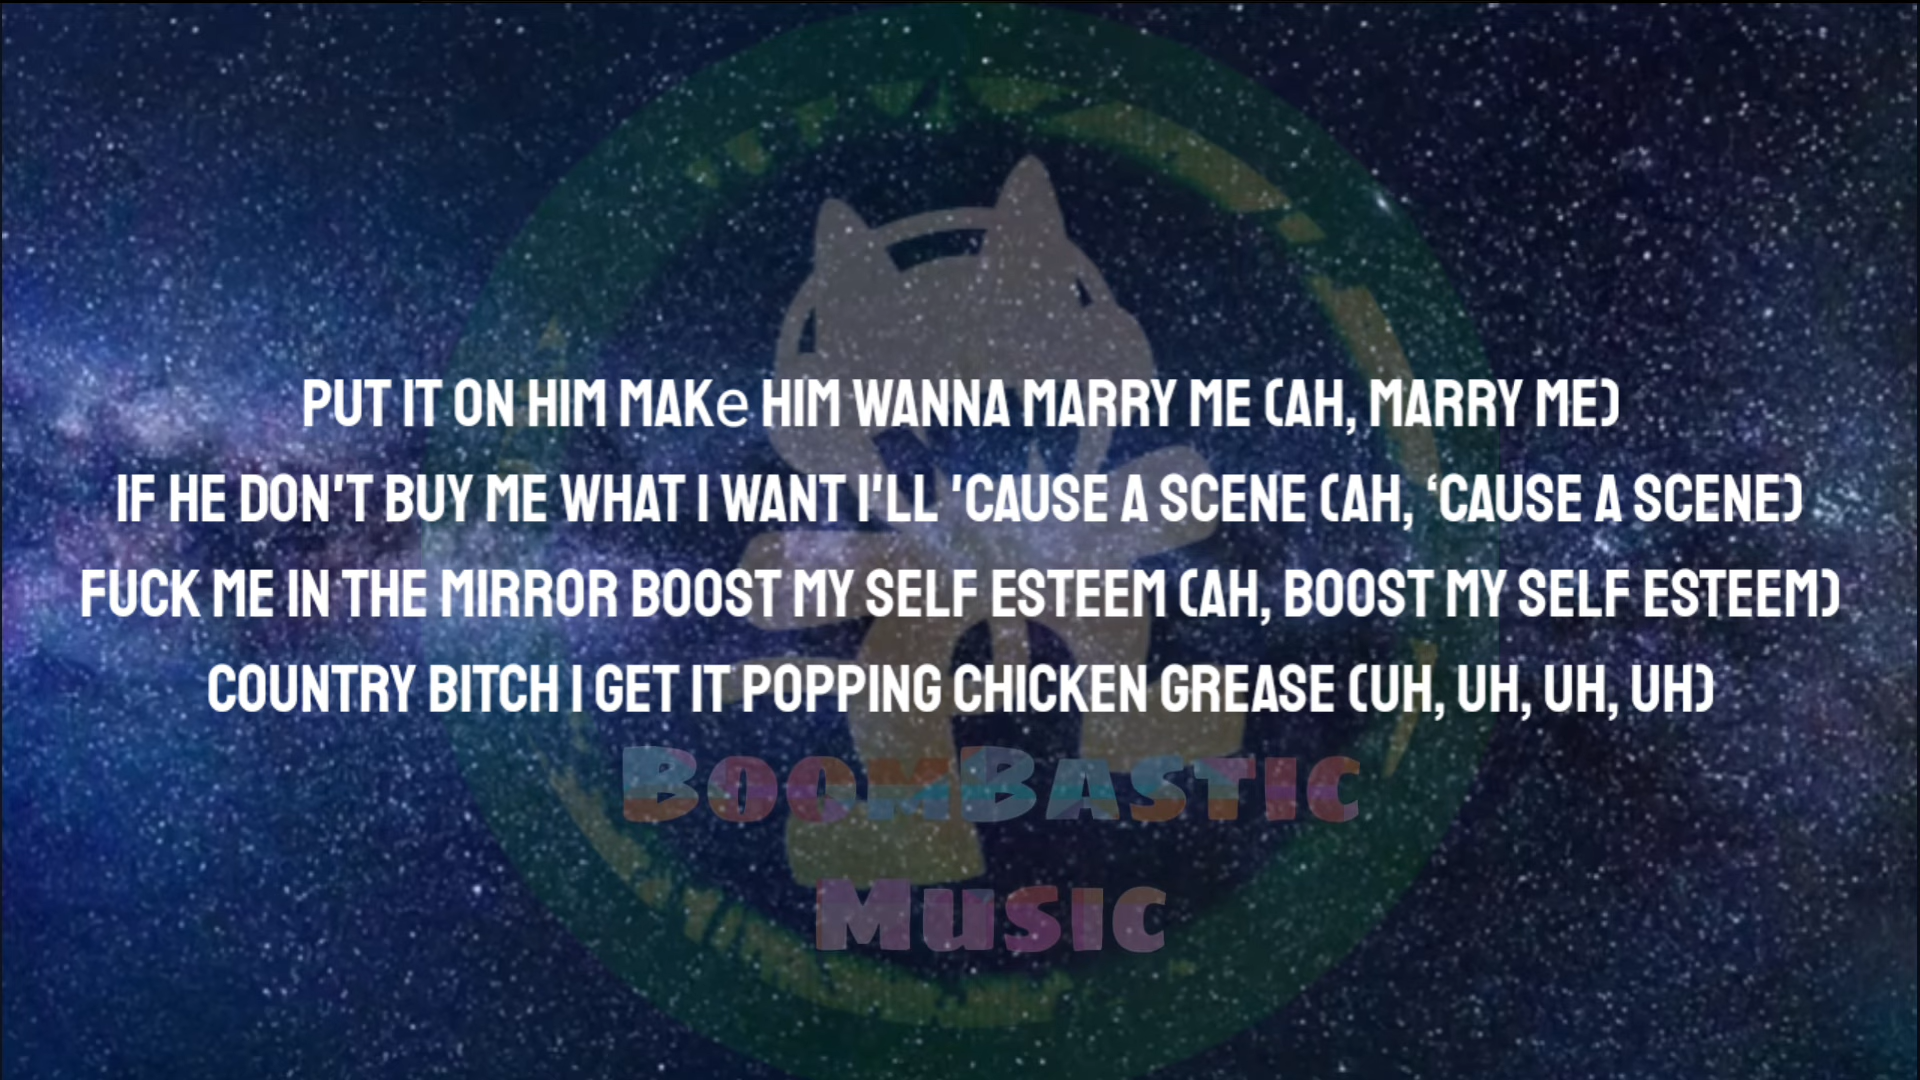 PUT IT ON HIM MAKe HIM WANNA MARRY ME (AH, MARRY ME)
IF HE DON'T BUY ME WHAT I WANT I'LL 'CAUSE A SCENE (AH, ‘CAUSE A SCENE)
FUCK ME IN THE MIRROR BOOST MY SELF ESTEEM (AH, BOOST MY SELF ESTEEM)
COUNTRY BITCH I GET IT POPPING CHICKEN GREASE (UH, UH, UH, UH)
BOOMBASTIC
MUSIC